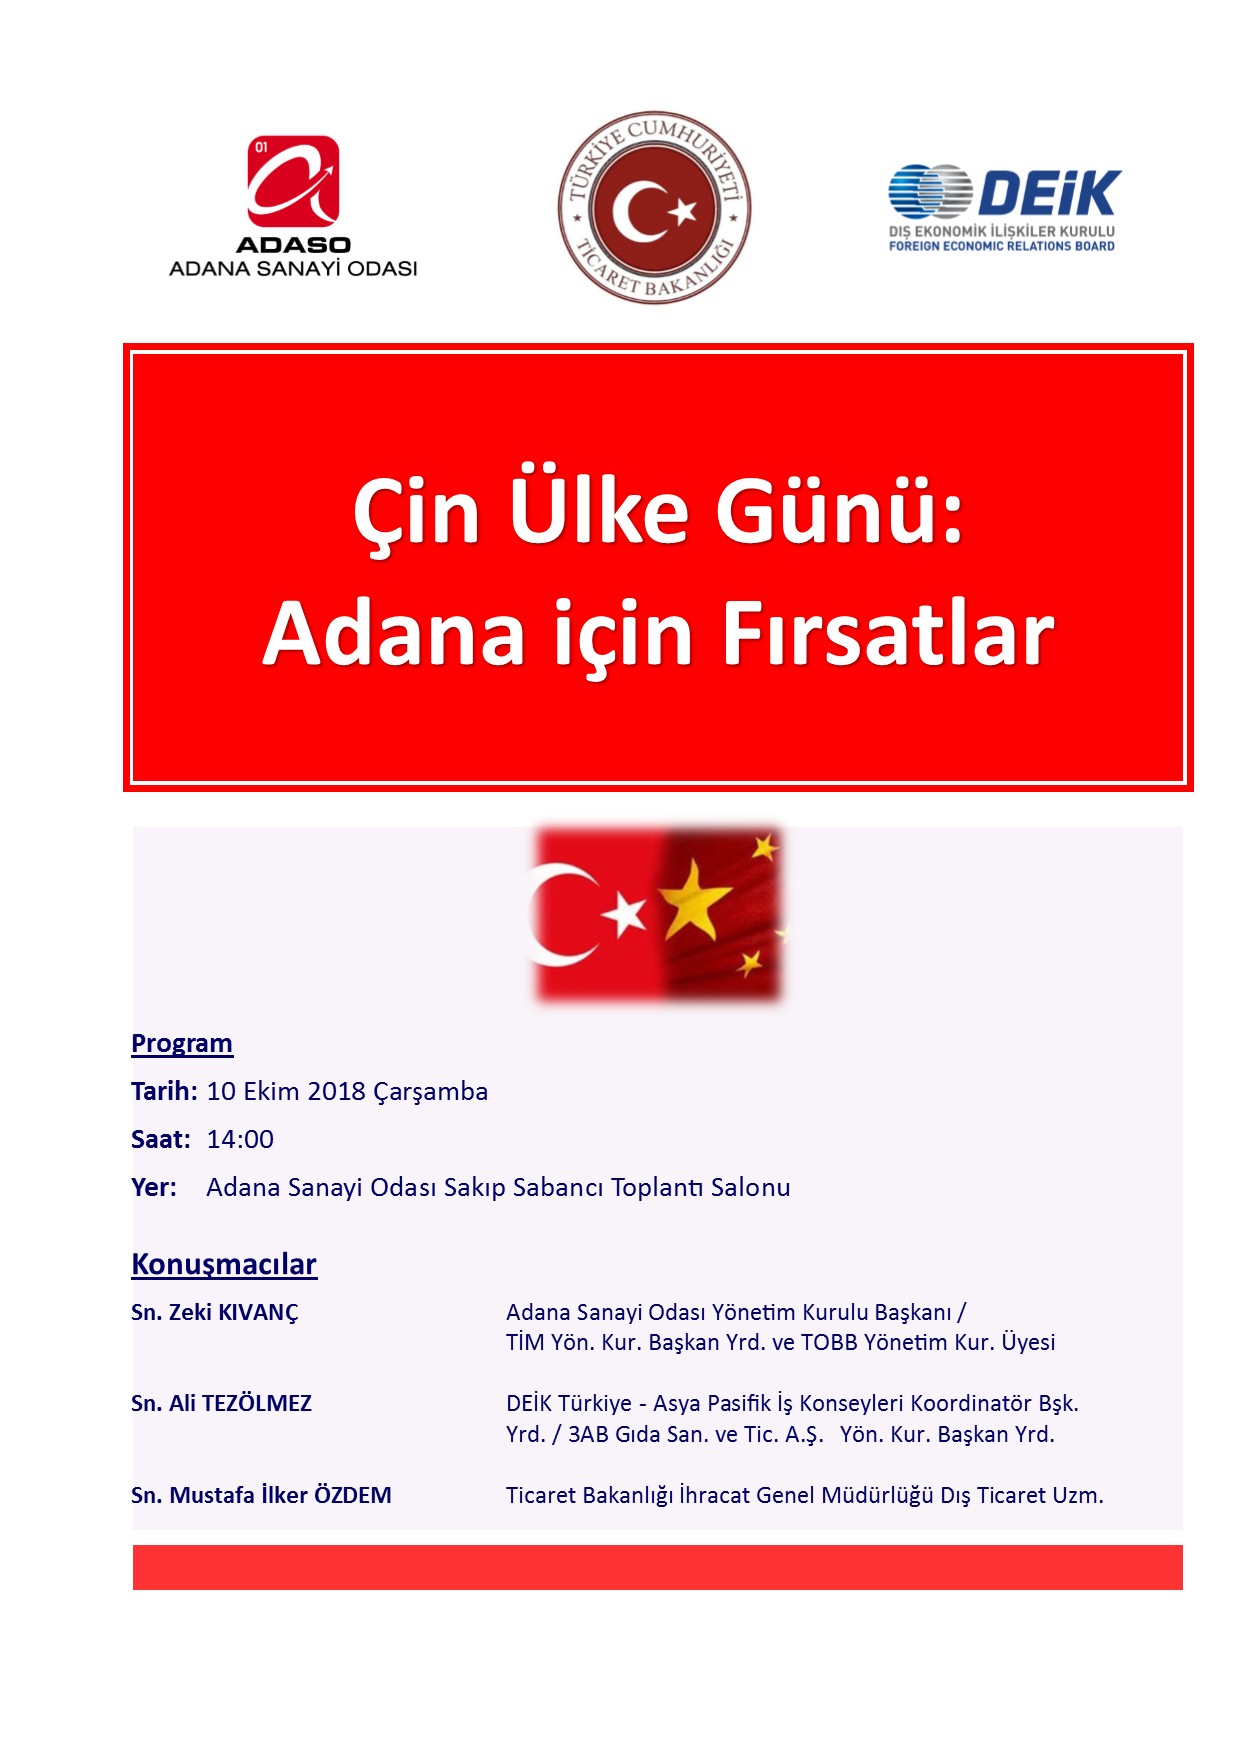 01
ADASO
ADANA SANAYİ ODASI
TÜRKİYE CUMHURİYETİ
TİCARET BAKANLIĞI
DEiK
DIŞ EKONOMİK İLİŞKİLER KURULU
FOREIGN ECONOMIC RELATIONS BOARD
Çin Ülke Günü:
Adana için Fırsatlar
Program
Tarih: 10 Ekim 2018 Çarşamba
Saat: 14:00
Yer: Adana Sanayi Odası Sakıp Sabancı Toplantı Salonu
Konuşmacılar
Sn. Zeki KIVANÇ Adana Sanayi Odası Yönetim Kurulu Başkanı /
TİM Yön. Kur. Başkan Yrd. ve TOBB Yönetim Kur. Üyesi
Sn. Ali TEZÖLMEZ DEİK Türkiye - Asya Pasifik İş Konseyleri Koordinatör Bşk.
Yrd. / 3AB Gıda San. ve Tic. A.Ş. Yön. Kur. Başkan Yrd.
Sn. Mustafa İlker ÖZDEM Ticaret Bakanlığı İhracat Genel Müdürlüğü Dış Ticaret Uzm.